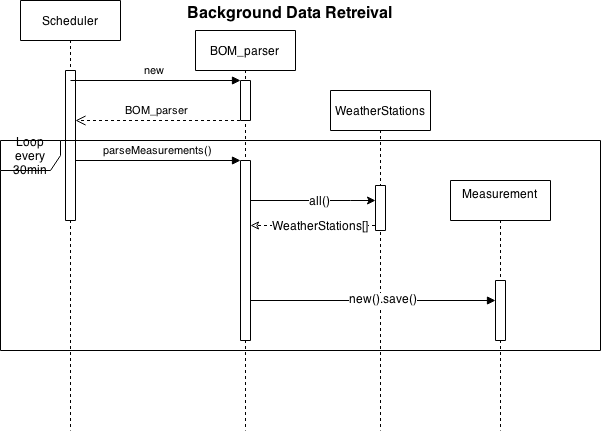 Background Data Retreival
Scheduler
BOM_parser
new
BOM_parser
WeatherStations
Loop
every
30min
parseMeasurements()
Measurement
all()
WeatherStations[]
new().save()